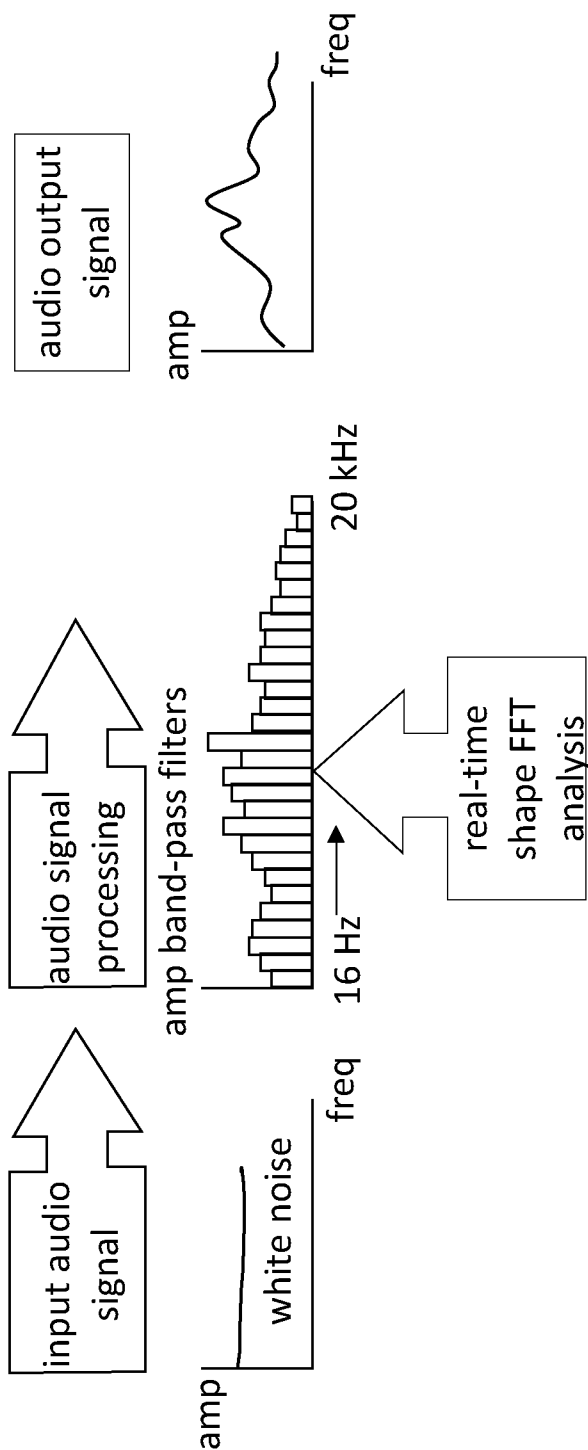 input audio
signal
audio signal
processing
audio output
signal
amp
white noise
freq
amp band-pass filters
16 Hz
20 kHz
amp
freq
real-time
shape FFT
analysis